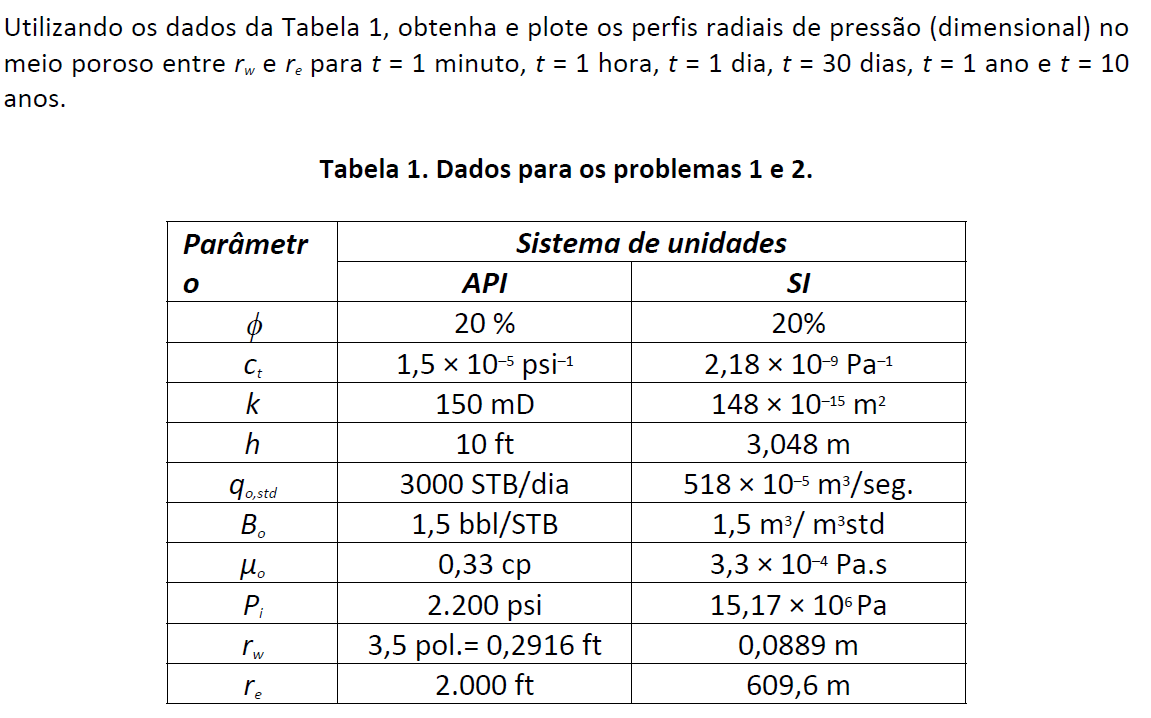 Utilizando os dados da Tabela 1, obtenha e plote os perfis radiais de pressão (dimensional) no
meio poroso entre rw e re para t = 1 minuto, t = 1 hora, t = 1 dia, t = 30 dias, t = 1 ano e t = 10
anos.
Tabela 1. Dados para os problemas 1 e 2.
Parâmetr
o
Sistema de unidades
API SI
ϕ 20 % 20%
ct 1,5 × 10–5 psi–1 2,18 × 10–9 Pa–1
k 150 mD 148 × 10–15 m2
h 10 ft 3,048 m
qo,std 3000 STB/dia 518 × 10–5 m3/seg.
Bo 1,5 bbl/STB 1,5 m3/ m3std
μo 0,33 cp 3,3 × 10–4 Pa.s
Pi 2.200 psi 15,17 × 106 Pa
rw 3,5 pol.= 0,2916 ft 0,0889 m
re 2.000 ft 609,6 m